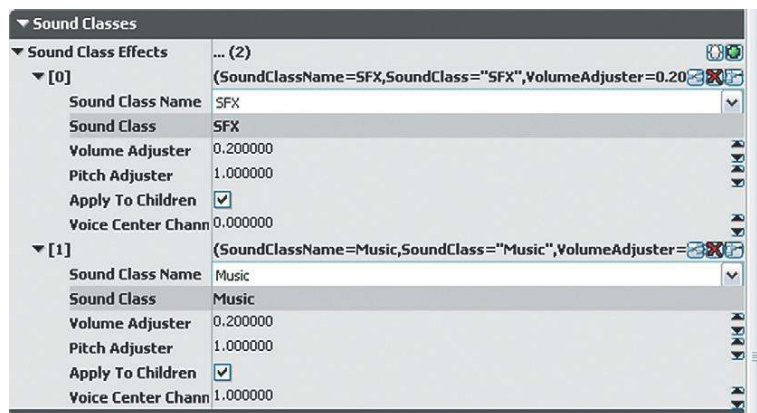 Sound Classes
Sound Class Effects ... (2)
[0] (SoundClassName=SFX,SoundClass="SFX",VolumeAdjuster=0.20
Sound Class Name SFX
Sound Class SFX
Volume Adjuster 0.200000
Pitch Adjuster 1.000000
Apply To Children
Voice Center Chann 0.000000
[1] (SoundClassName=Music,SoundClass="Music",VolumeAdjuster=
Sound Class Name Music
Sound Class Music
Volume Adjuster 0.200000
Pitch Adjuster 1.000000
Apply To Children
Voice Center Chann 1.000000